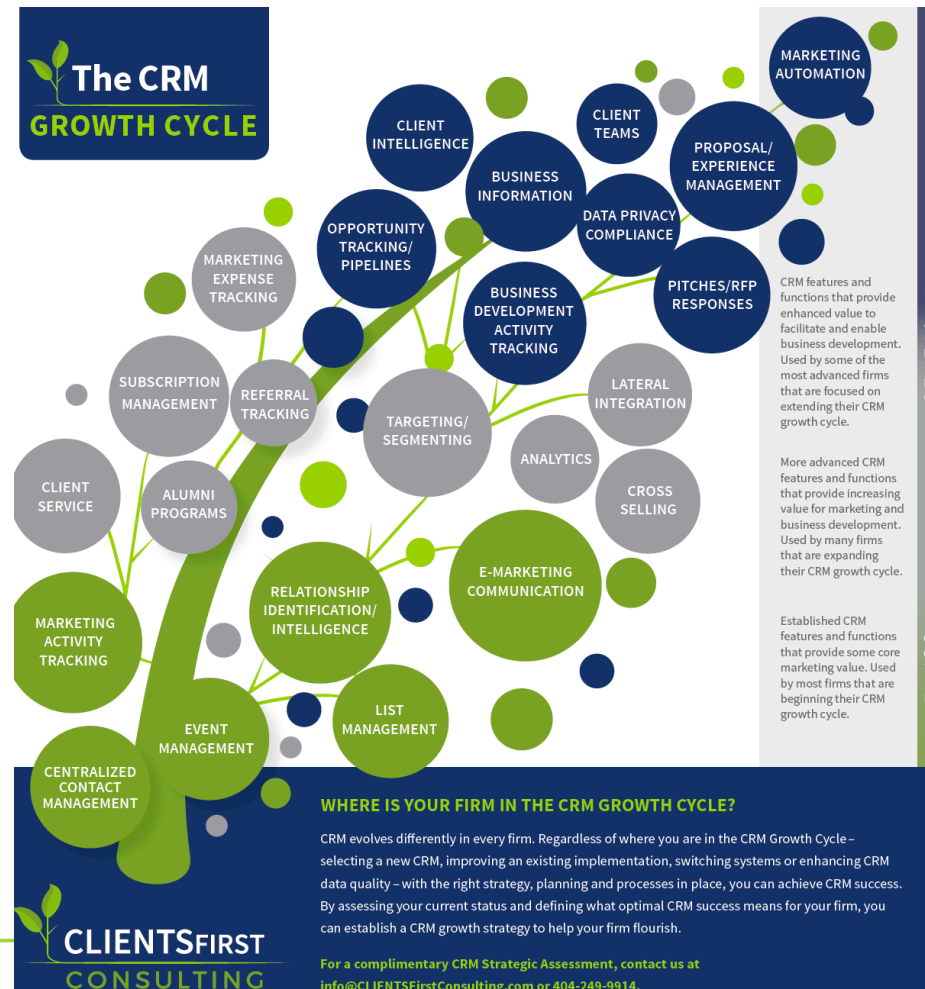 The CRM
GROWTH CYCLE
MARKETING
AUTOMATION
CLIENT
INTELLIGENCE
CLIENT
TEAMS
PROPOSAL/
EXPERIENCE
MANAGEMENT
BUSINESS
INFORMATION
DATA PRIVACY
COMPLIANCE
OPPORTUNITY
TRACKING/
PIPELINES
PITCHES/RFP
RESPONSES
BUSINESS
DEVELOPMENT
ACTIVITY
TRACKING
MARKETING
EXPENSE
TRACKING
SUBSCRIPTION
MANAGEMENT
REFERRAL
TRACKING
TARGETING/
SEGMENTING
LATERAL
INTEGRATION
ANALYTICS
CROSS
SELLING
CLIENT
SERVICE
ALUMNI
PROGRAMS
RELATIONSHIP
IDENTIFICATION/
INTELLIGENCE
E-MARKETING
COMMUNICATION
MARKETING
ACTIVITY
TRACKING
EVENT
MANAGEMENT
LIST
MANAGEMENT
CENTRALIZED
CONTACT
MANAGEMENT
CRM features and
functions that provide
enhanced value to
facilitate and enable
business development.
Used by some of the
most advanced firms
that are focused on
extending their CRM
growth cycle.
More advanced CRM
features and functions
that provide increasing
value for marketing and
business development.
Used by many firms
that are expanding
their CRM growth cycle.
Established CRM
features and functions
that provide some core
marketing value. Used
by most firms that are
beginning their CRM
growth cycle.
WHERE IS YOUR FIRM IN THE CRM GROWTH CYCLE?
CRM evolves differently in every firm. Regardless of where you are in the CRM Growth Cycle –
selecting a new CRM, improving an existing implementation, switching systems or enhancing CRM
data quality – with the right strategy, planning and processes in place, you can achieve CRM success.
By assessing your current status and defining what optimal CRM success means for your firm, you
can establish a CRM growth strategy to help your firm flourish.
For a complimentary CRM Strategic Assessment, contact us at
info@CLIENTSFirstConsulting.com or 404-249-9914.
CLIENTSFIRST
CONSULTING